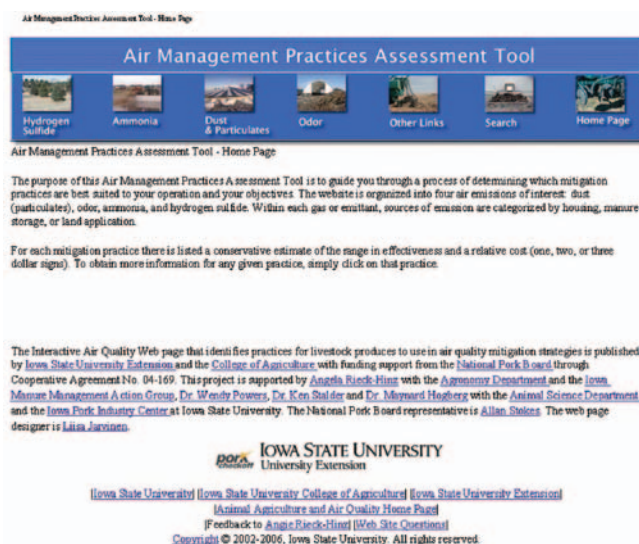 Air Management Practices Assessment Tool - Home Page
Air Management Practices Assessment Tool
Hydrogen
Sulfide
Ammonia
Dust
& Particulates
Odor
Other Links
Search
Home Page
Air Management Practices Assessment Tool - Home Page
The purpose of this Air Management Practices Assessment Tool is to guide you through a process of determining which mitigation
practices are best suited to your operation and your objectives. The website is organized into four air emissions of interest: dust
(particulates), odor, ammonia, and hydrogen sulfide. Within each gas or emittant, sources of emission are categorized by housing, manure
storage, or land application.
For each mitigation practice there is listed a conservative estimate of the range in effectiveness and a relative cost (one, two, or three
dollar signs). To obtain more information for any given practice, simply click on that practice.
The Interactive Air Quality Web page that identifies practices for livestock produces to use in air quality mitigation strategies is published
by Iowa State University Extension and the College of Agriculture with funding support from the National Pork Board through
Cooperative Agreement No. 04-169. This project is supported by Angela Rieck-Hinz with the Agronomy Department and the Iowa
Manure Management Action Group, Dr. Wendy Powers, Dr. Ken Stalder and Dr. Maynard Hogberg with the Animal Science Department
and the Iowa Pork Industry Center at Iowa State University. The National Pork Board representative is Allan Stokes. The web page
designer is Liisa Jarvinen.
pork checkoff IOWA STATE UNIVERSITY
University Extension
|Iowa State University| |Iowa State University College of Agriculture| |Iowa State University Extension|
|Animal Agriculture and Air Quality Home Page|
|Feedback to Angie Rieck-Hinz| |Web Site Questions|
Copyright © 2002-2006, Iowa State University. All rights reserved.